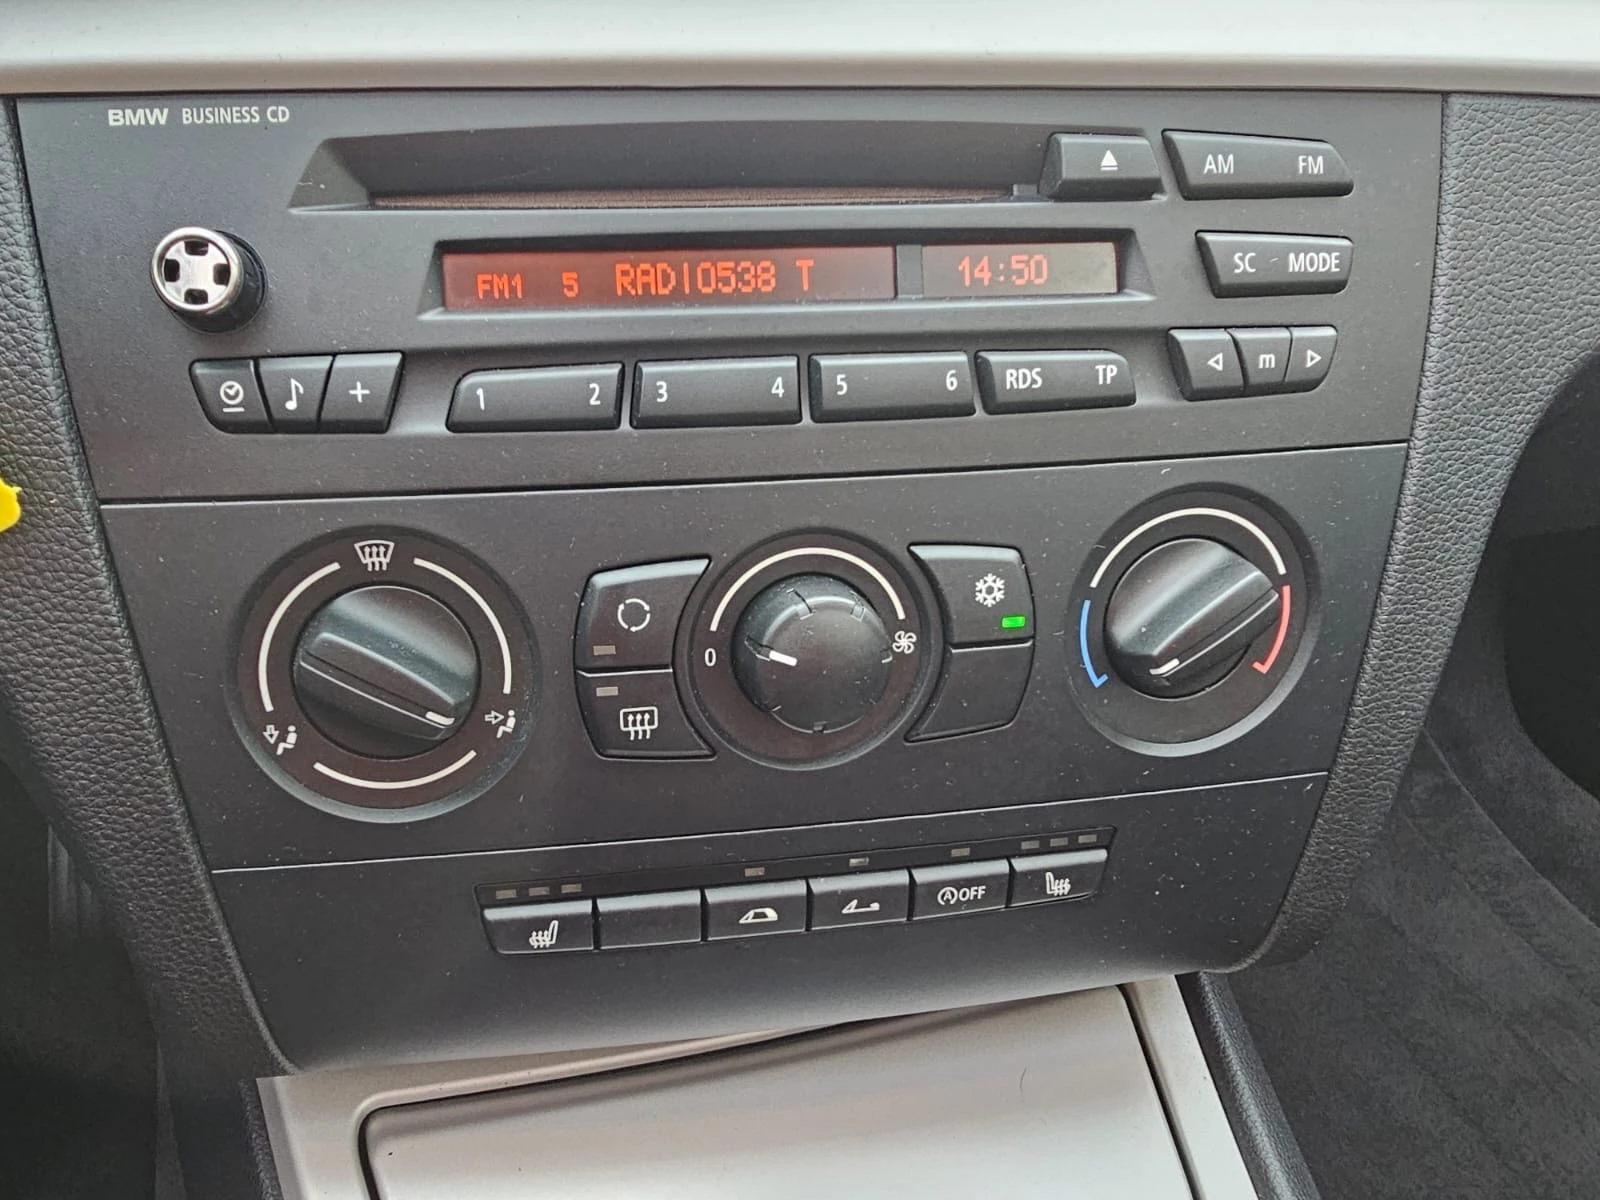 BMW BUSINESS CD
AM FM
FM1 5 RADIO538 T 14:50
SC - MODE
1 2 3 4 5 6 RDS TP
m
0
OFF